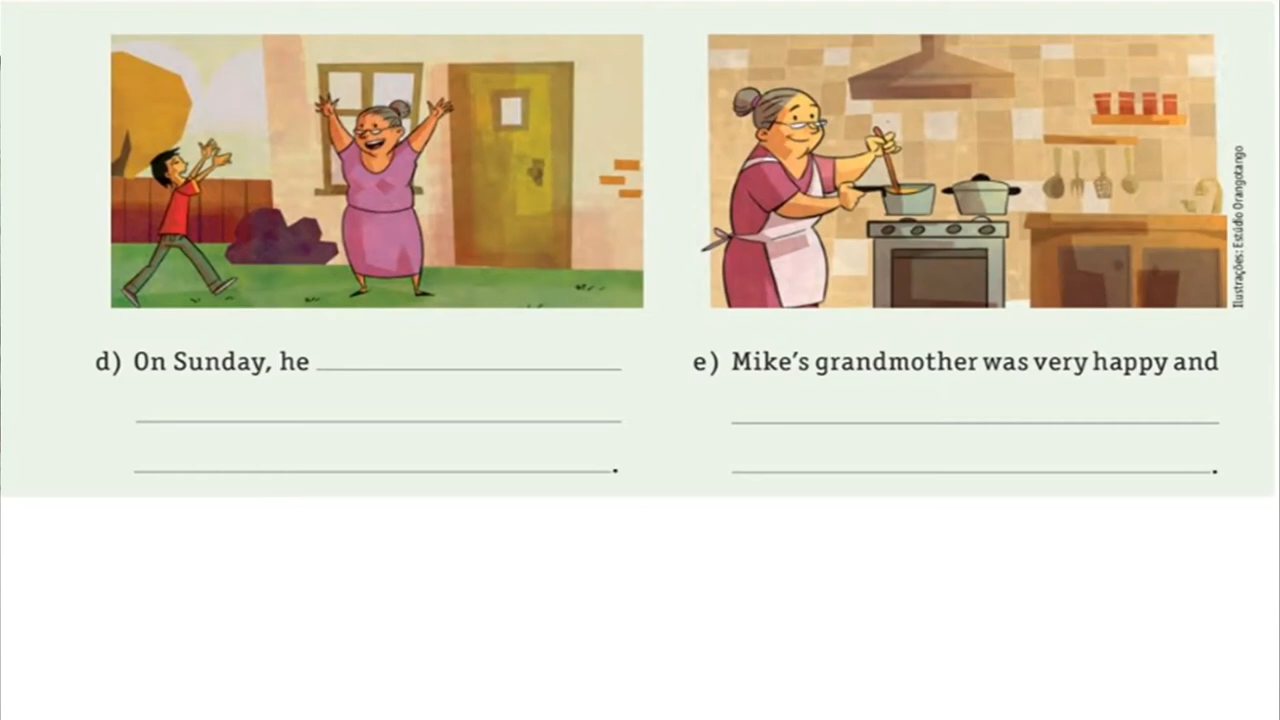 d) On Sunday, he
.
e) Mike's grandmother was very happy and
.
Ilustrações: Estúdio Orangotango